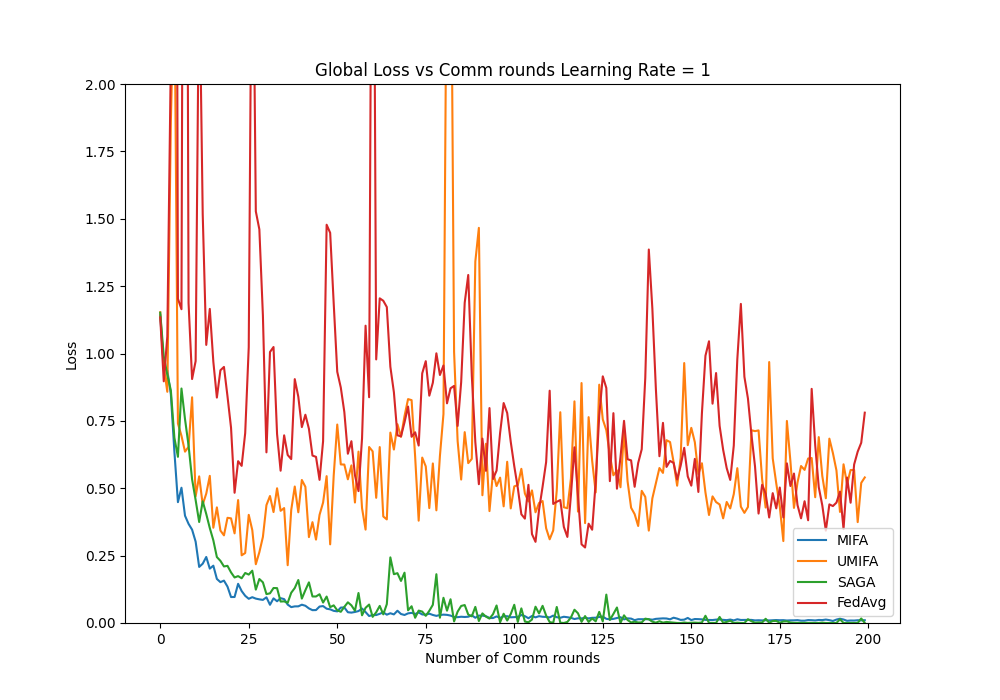 Global Loss vs Comm rounds Learning Rate = 1
2.00
1.75
1.50
1.25
1.00
0.75
0.50
0.25
0.00
Loss
0 25 50 75 100 125 150 175 200
Number of Comm rounds
MIFA
UMIFA
SAGA
FedAvg